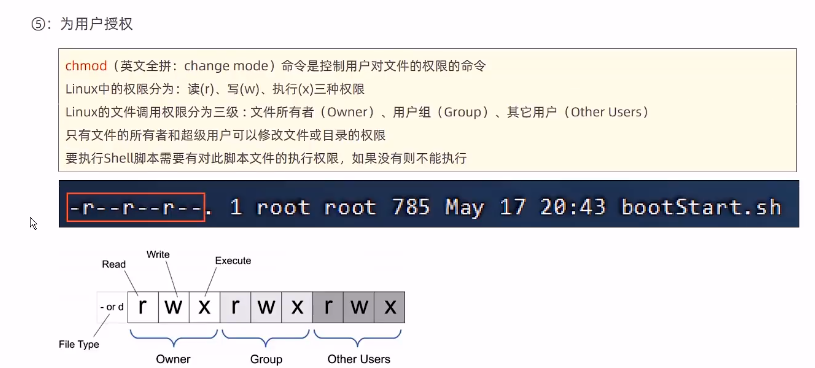 ⑤：为用户授权
chmod（英文全拼：change mode）命令是控制用户对文件的权限的命令
Linux中的权限分为：读(r)、写(w)、执行(x)三种权限
Linux的文件调用权限分为三级 : 文件所有者（Owner）、用户组（Group）、其它用户（Other Users）
只有文件的所有者和超级用户可以修改文件或目录的权限
要执行Shell脚本需要有对此脚本文件的执行权限，如果没有则不能执行
-r--r--r--. 1 root root 785 May 17 20:43 bootStart.sh
Read Write Execute
- or d r w x r w x r w x
File Type
Owner Group Other Users